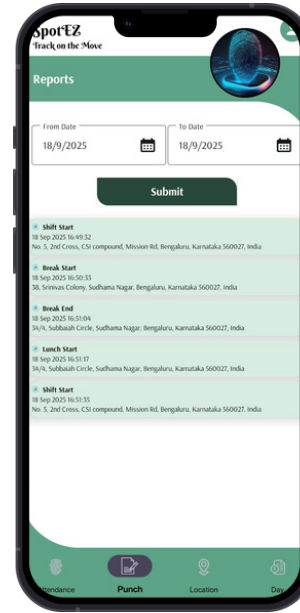 SpotEZ
Track on the Move
Reports
From Date
To Date
18/9/2025
18/9/2025
Submit
Shift Start
18 Sep 2025 16:49:32
No. 5, 2nd Cross, CSI compound, Mission Rd, Bengaluru, Karnataka 560027, India
Break Start
18 Sep 2025 16:50:33
38, Srinivas Colony, Sudhama Nagar, Bengaluru, Karnataka 560027, India
Break End
18 Sep 2025 16:51:04
34/4, Subbaiah Circle, Sudhama Nagar, Bengaluru, Karnataka 560027, India
Lunch Start
18 Sep 2025 16:51:17
34/4, Subbaiah Circle, Sudhama Nagar, Bengaluru, Karnataka 560027, India
Shift Start
18 Sep 2025 16:51:35
No. 5, 2nd Cross, CSI compound, Mission Rd, Bengaluru, Karnataka 560027, India
ttendance
Punch
Location
Day